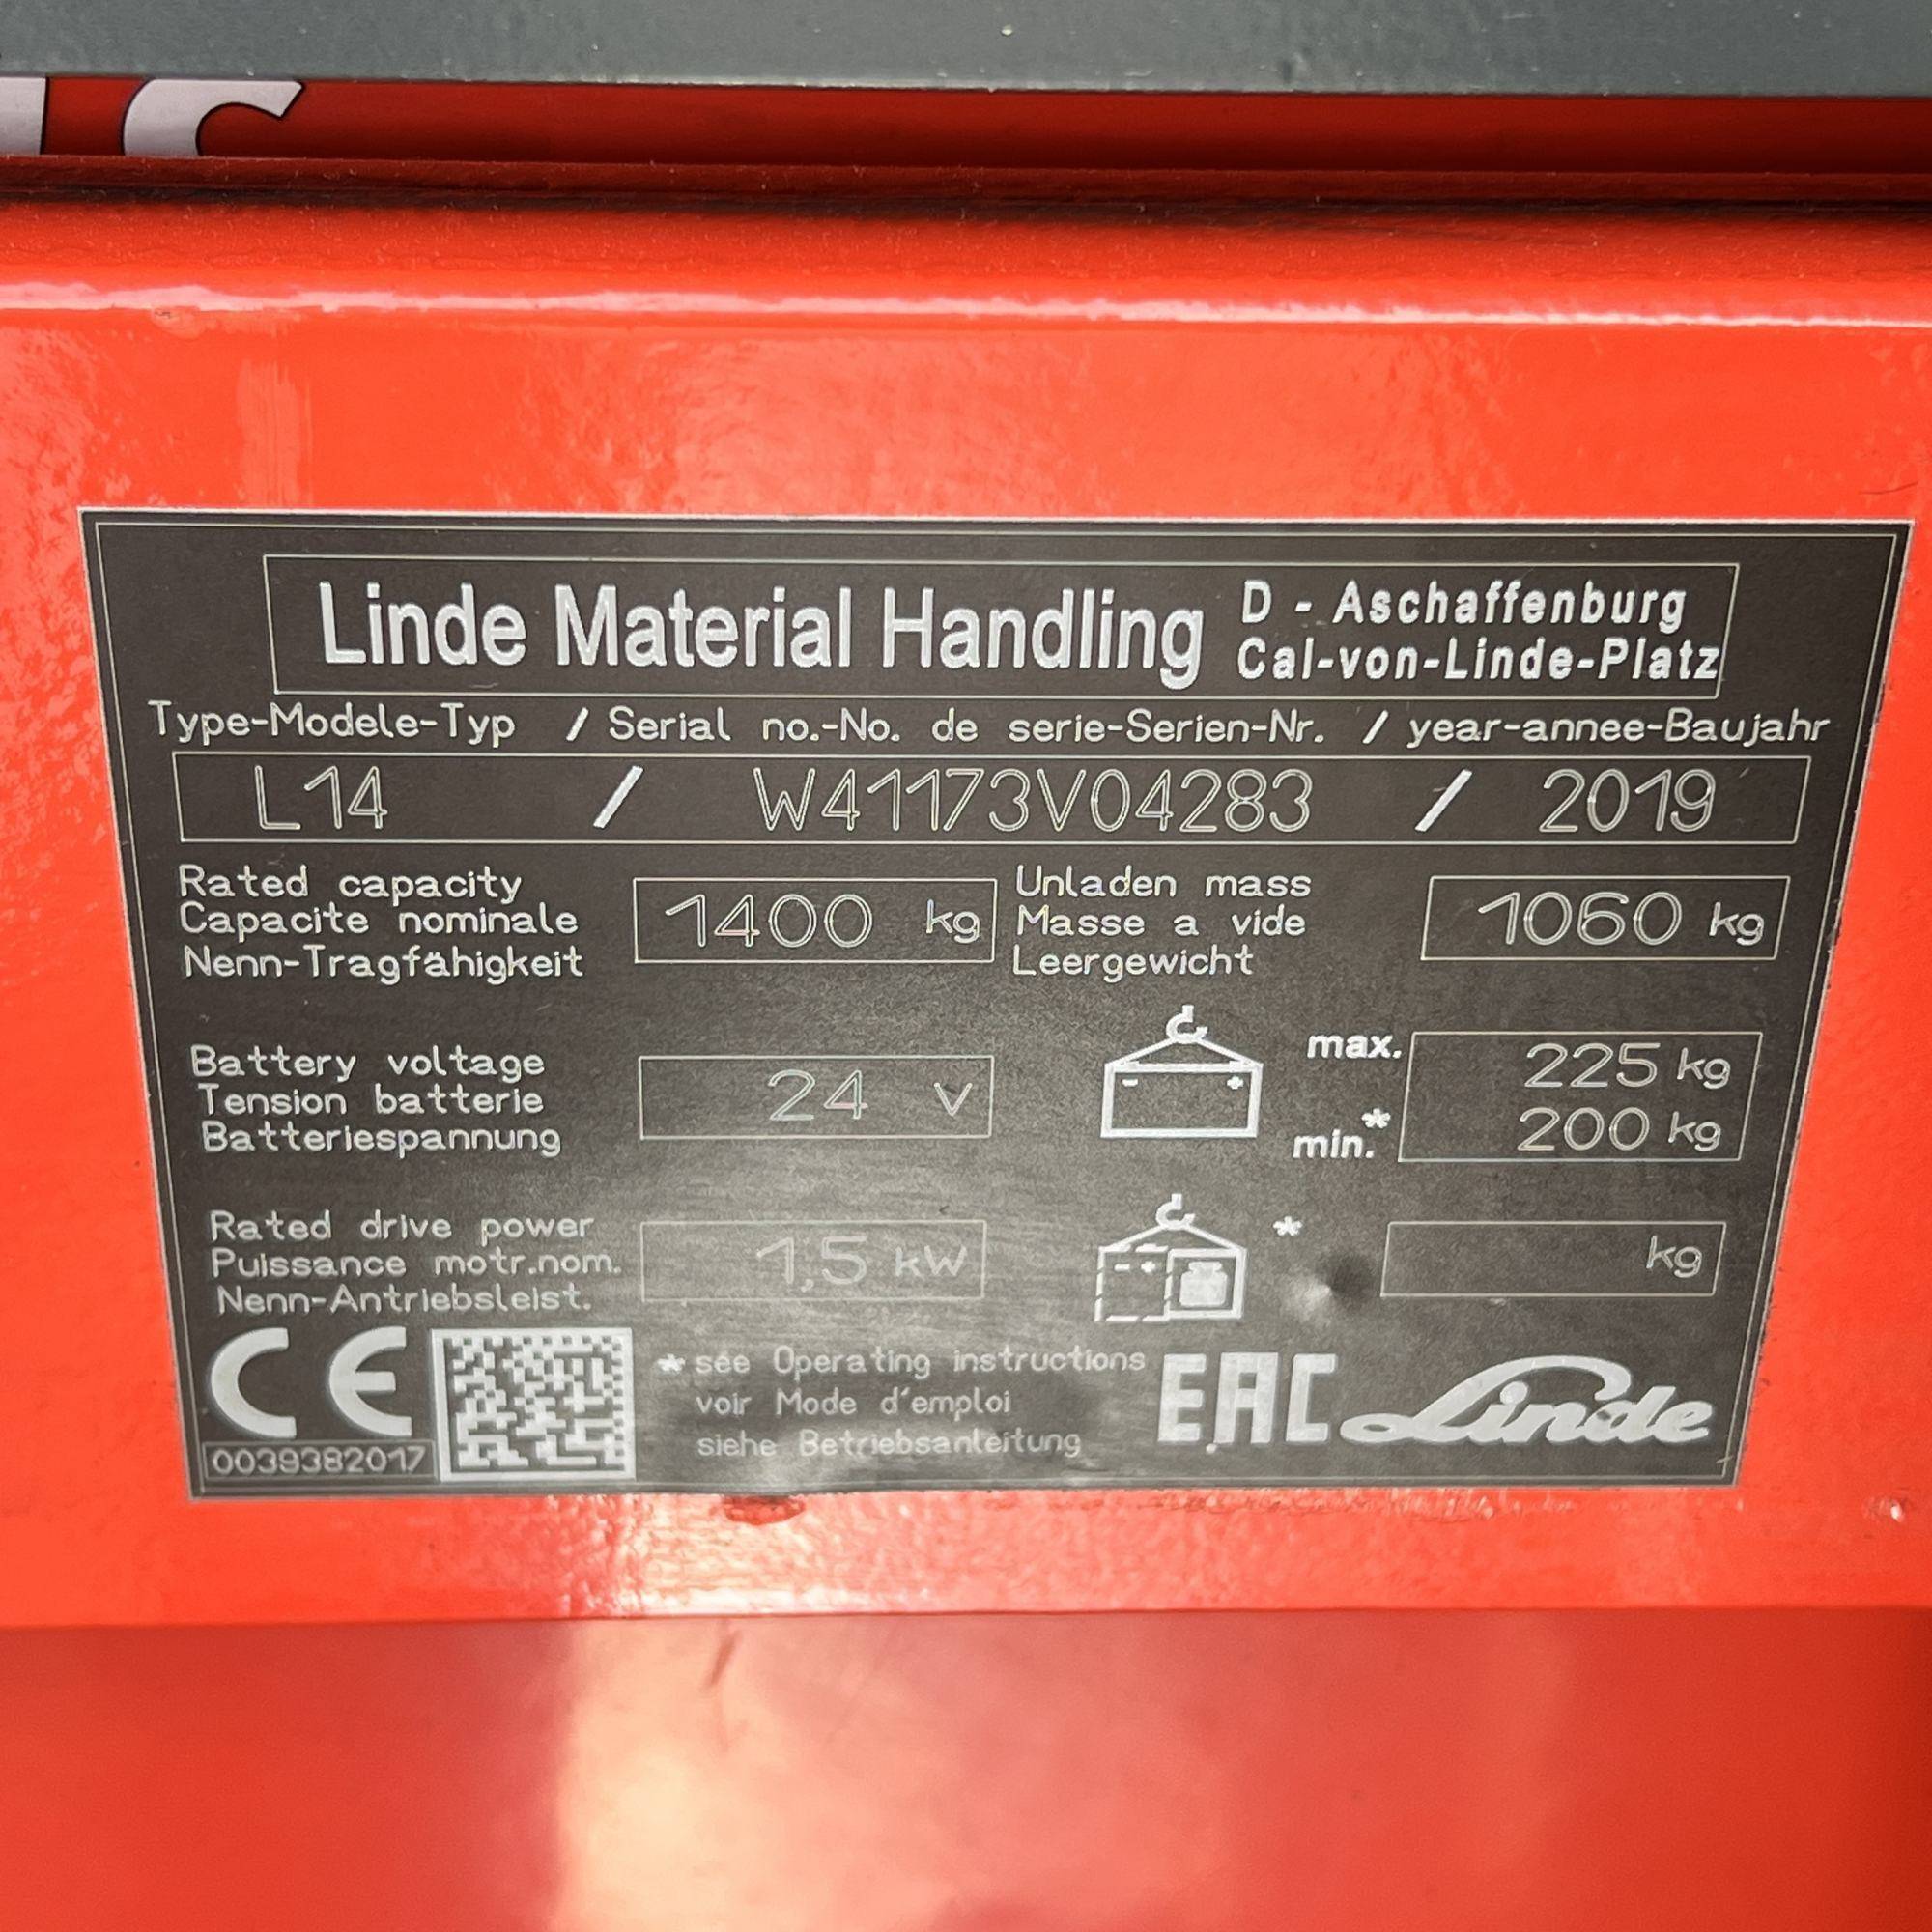 Linde Material Handling
D - Aschaffenburg
Cal-von-Linde-Platz
Type-Modele-Typ / Serial no.-No. de serie-Serien-Nr. / year-annee-Baujahr
L14 / W41173V04283 / 2019
Rated capacity
Capacite nominale
Nenn-Tragfähigkeit
1400 kg
Unladen mass
Masse a vide
Leergewicht
1060 kg
Battery voltage
Tension batterie
Batteriespannung
24 V
- +
max. 225 kg
min.* 200 kg
Rated drive power
Puissance motr.nom.
Nenn-Antriebsleist.
1,5 kW
- - +
* kg
CE
0039382017
* see Operating instructions
voir Mode d'emploi
siehe Betriebsanleitung
EAC
Linde